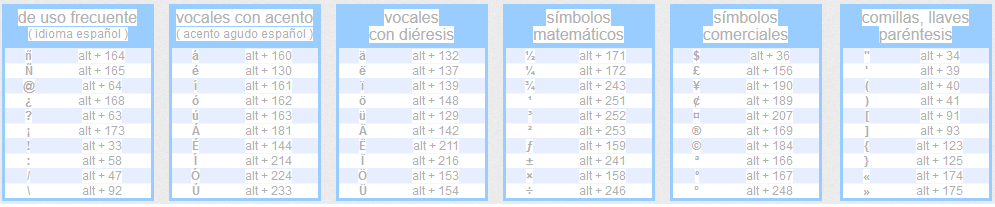 de uso frecuente
( idioma español )
ñ alt + 164
Ñ alt + 165
@ alt + 64
¿ alt + 168
? alt + 63
¡ alt + 173
! alt + 33
: alt + 58
/ alt + 47
\ alt + 92
vocales con acento
( acento agudo español )
á alt + 160
é alt + 130
í alt + 161
ó alt + 162
ú alt + 163
Á alt + 181
É alt + 144
Í alt + 214
Ó alt + 224
Ú alt + 233
vocales
con diéresis
ä alt + 132
ë alt + 137
ï alt + 139
ö alt + 148
ü alt + 129
Ä alt + 142
Ë alt + 211
Ï alt + 216
Ö alt + 153
Ü alt + 154
símbolos
matemáticos
½ alt + 171
¼ alt + 172
¾ alt + 243
¹ alt + 251
³ alt + 252
² alt + 253
ƒ alt + 159
± alt + 241
× alt + 158
÷ alt + 246
símbolos
comerciales
$ alt + 36
£ alt + 156
¥ alt + 190
¢ alt + 189
¤ alt + 207
® alt + 169
© alt + 184
ª alt + 166
º alt + 167
° alt + 248
comillas, llaves
paréntesis
" alt + 34
' alt + 39
( alt + 40
) alt + 41
[ alt + 91
] alt + 93
{ alt + 123
} alt + 125
« alt + 174
» alt + 175